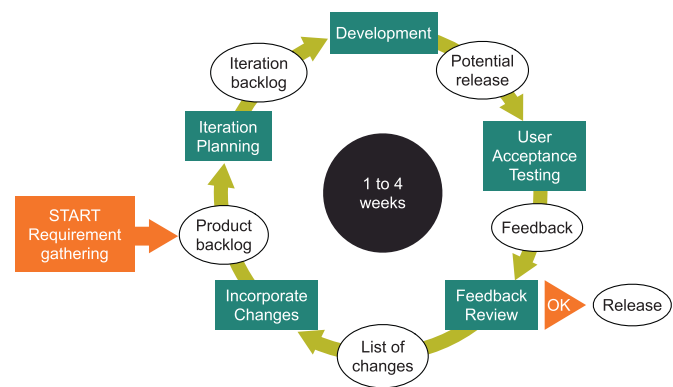 Development
Iteration
backlog
Potential
release
Iteration
Planning
User
Acceptance
Testing
1 to 4
weeks
START
Requirement
gathering
Product
backlog
Feedback
Incorporate
Changes
Feedback
Review
OK
Release
List of
changes